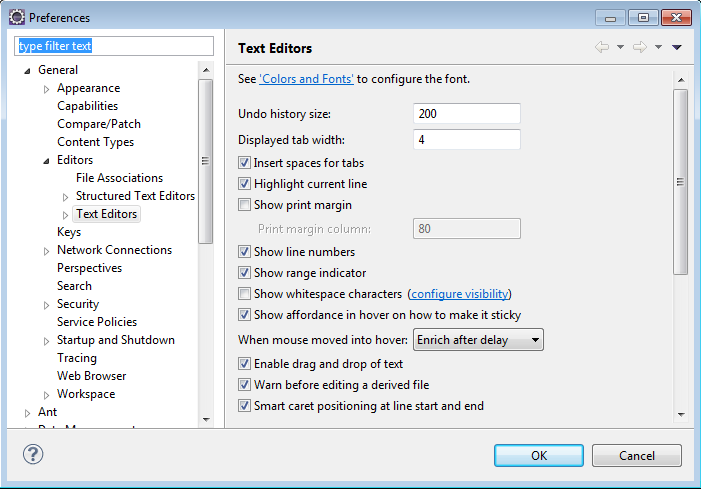 Preferences
type filter text
General
Appearance
Capabilities
Compare/Patch
Content Types
Editors
File Associations
Structured Text Editors
Text Editors
Keys
Network Connections
Perspectives
Search
Security
Service Policies
Startup and Shutdown
Tracing
Web Browser
Workspace
Ant
Text Editors
See 'Colors and Fonts' to configure the font.
Undo history size: 200
Displayed tab width: 4
Insert spaces for tabs
Highlight current line
Show print margin
Print margin column: 80
Show line numbers
Show range indicator
Show whitespace characters (configure visibility)
Show affordance in hover on how to make it sticky
When mouse moved into hover: Enrich after delay
Enable drag and drop of text
Warn before editing a derived file
Smart caret positioning at line start and end
OK Cancel